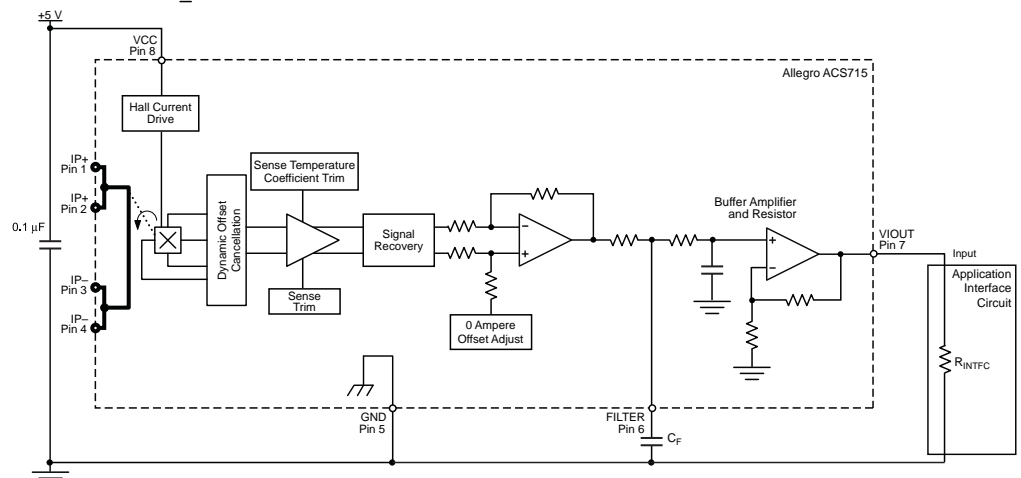 +5 V
VCC
Pin 8
Allegro ACS715
Hall Current
Drive
IP+
Pin 1
IP+
Pin 2
IP–
Pin 3
IP–
Pin 4
0.1 µF
Dynamic Offset
Cancellation
Sense Temperature
Coefficient Trim
Sense
Trim
Signal
Recovery
0 Ampere
Offset Adjust
Buffer Amplifier
and Resistor
VIOUT
Pin 7
Input
Application
Interface
Circuit
RINTFC
GND
Pin 5
FILTER
Pin 6
CF